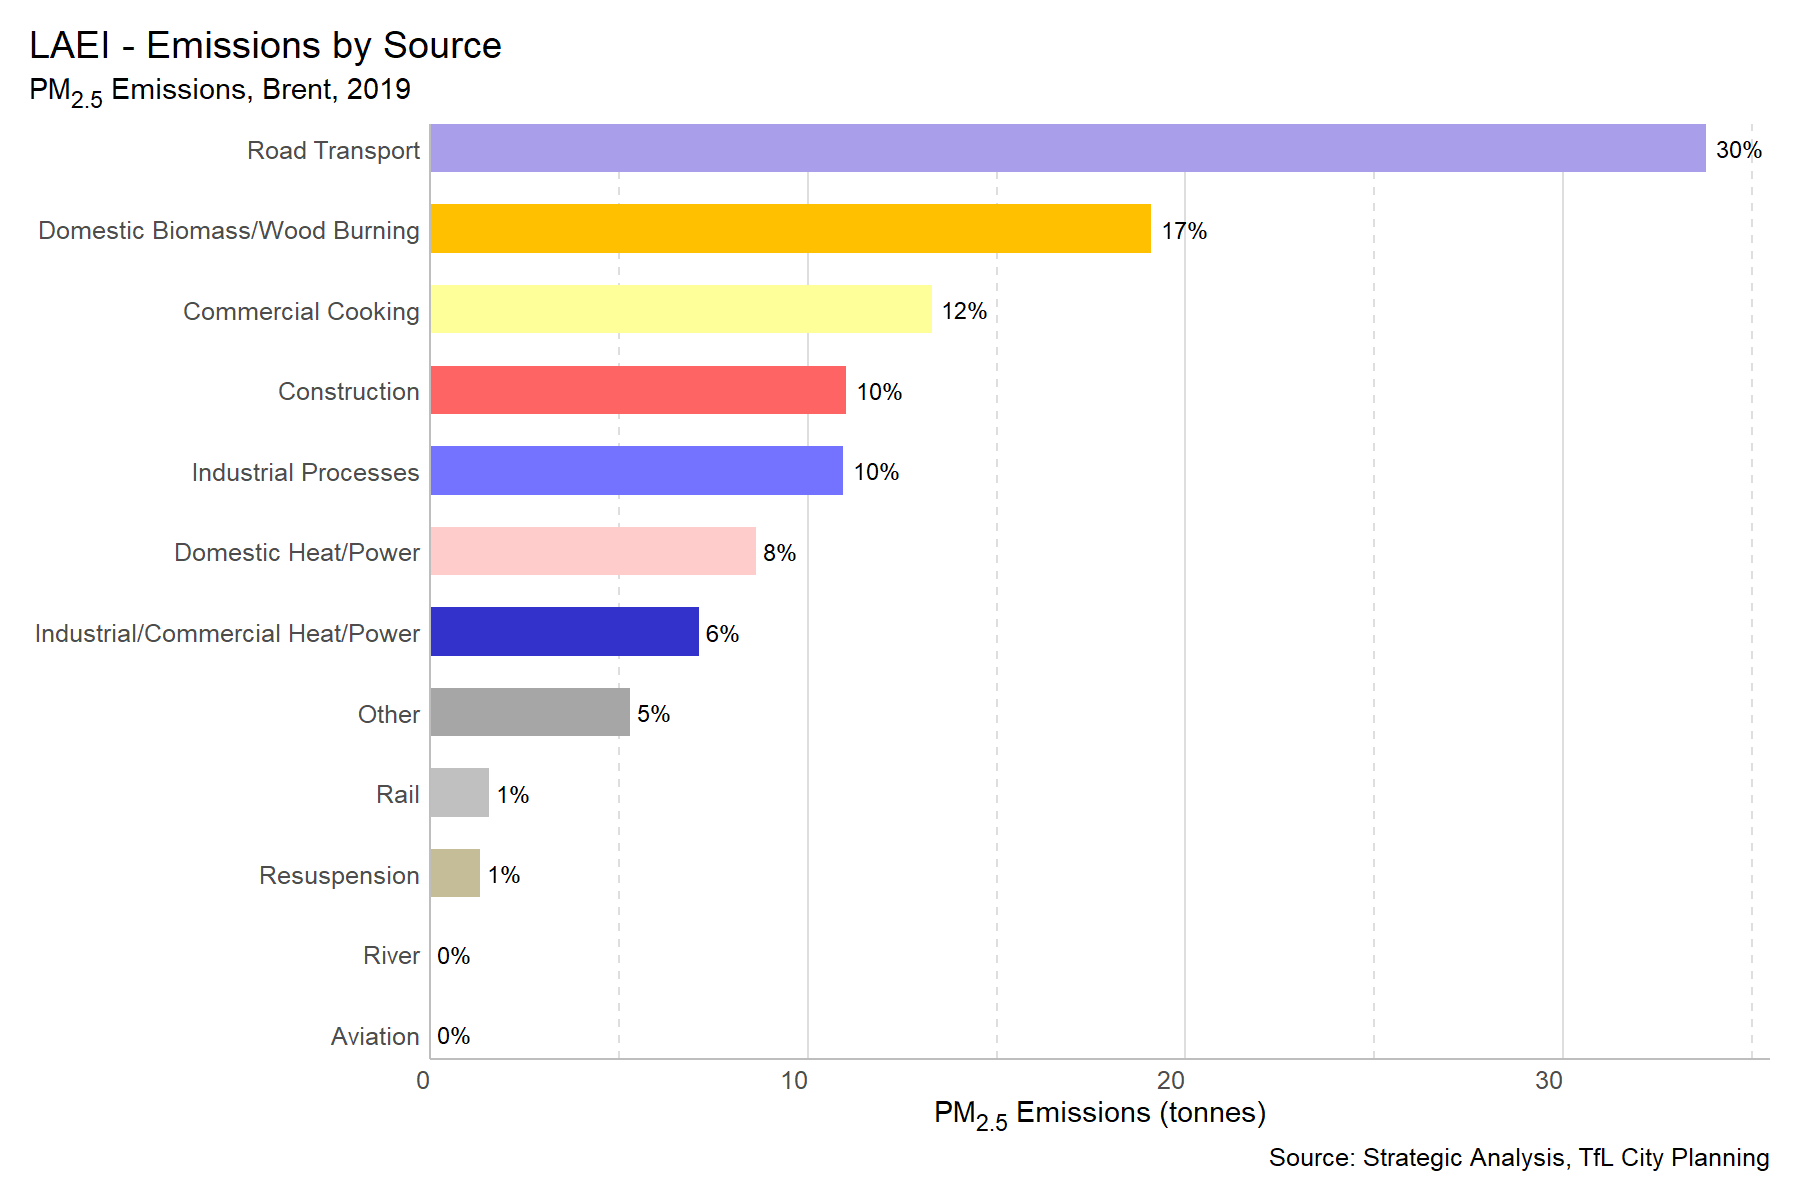 LAEI - Emissions by Source
PM2.5 Emissions, Brent, 2019
Road Transport 30%
Domestic Biomass/Wood Burning 17%
Commercial Cooking 12%
Construction 10%
Industrial Processes 10%
Domestic Heat/Power 8%
Industrial/Commercial Heat/Power 6%
Other 5%
Rail 1%
Resuspension 1%
River 0%
Aviation 0%
0 10 20 30
PM2.5 Emissions (tonnes)
Source: Strategic Analysis, TfL City Planning